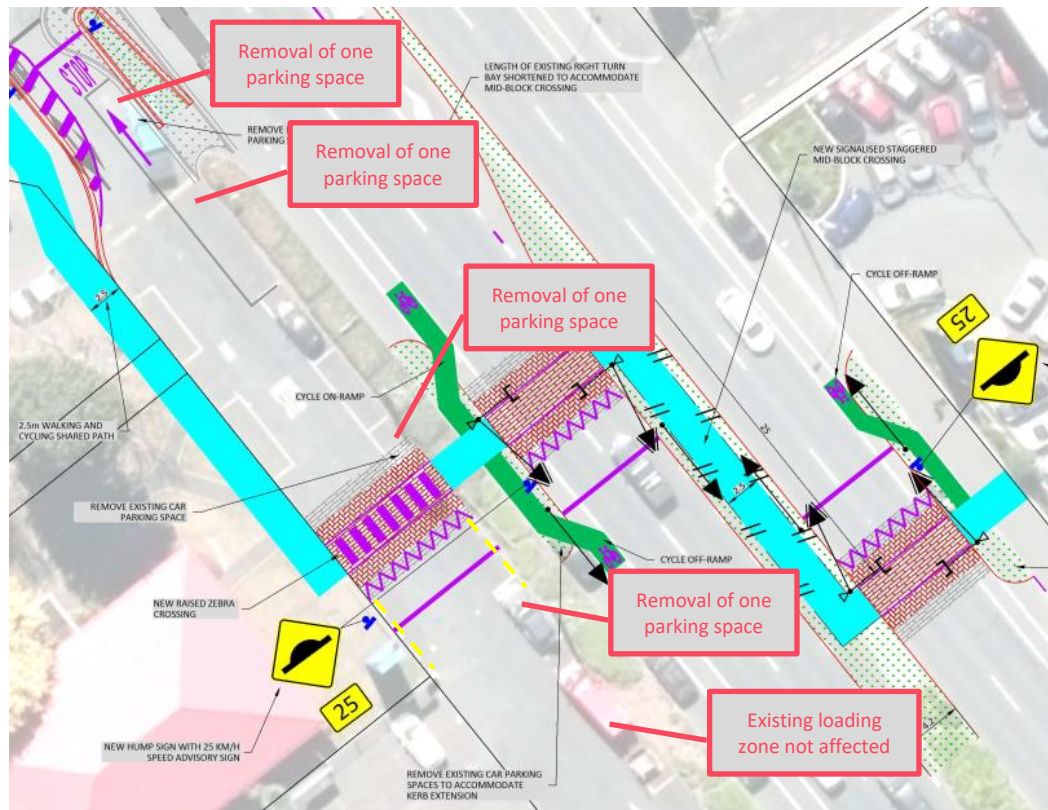 STOP
Removal of one
parking space
LENGTH OF EXISTING RIGHT TURN
BAY SHORTENED TO ACCOMMODATE
MID-BLOCK CROSSING
REMOVE
PARKING
Removal of one
parking space
NEW SIGNALISED STAGGERED
MID-BLOCK CROSSING
CYCLE OFF-RAMP
25
2.5
Removal of one
parking space
CYCLE ON-RAMP
25
2.5m WALKING AND
CYCLING SHARED PATH
2.5
REMOVE EXISTING CAR
PARKING SPACE
CYCLE OFF-RAMP
NEW RAISED ZEBRA
CROSSING
Removal of one
parking space
25
Existing loading
zone not affected
4.2
NEW HUMP SIGN WITH 25 KM/H
SPEED ADVISORY SIGN
REMOVE EXISTING CAR PARKING
SPACES TO ACCOMMODATE
KERB EXTENSION